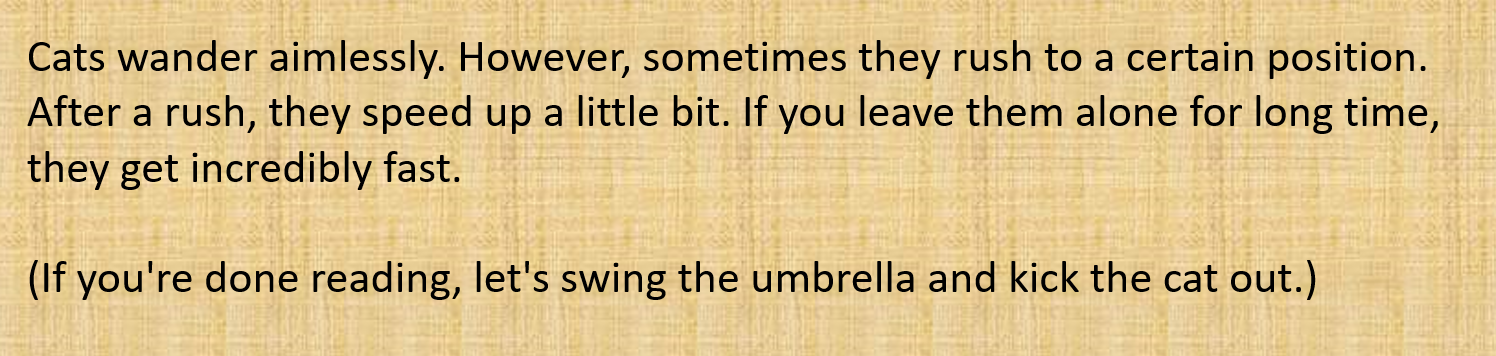 Cats wander aimlessly. However, sometimes they rush to a certain position.
After a rush, they speed up a little bit. If you leave them alone for long time,
they get incredibly fast.
(If you're done reading, let's swing the umbrella and kick the cat out.)